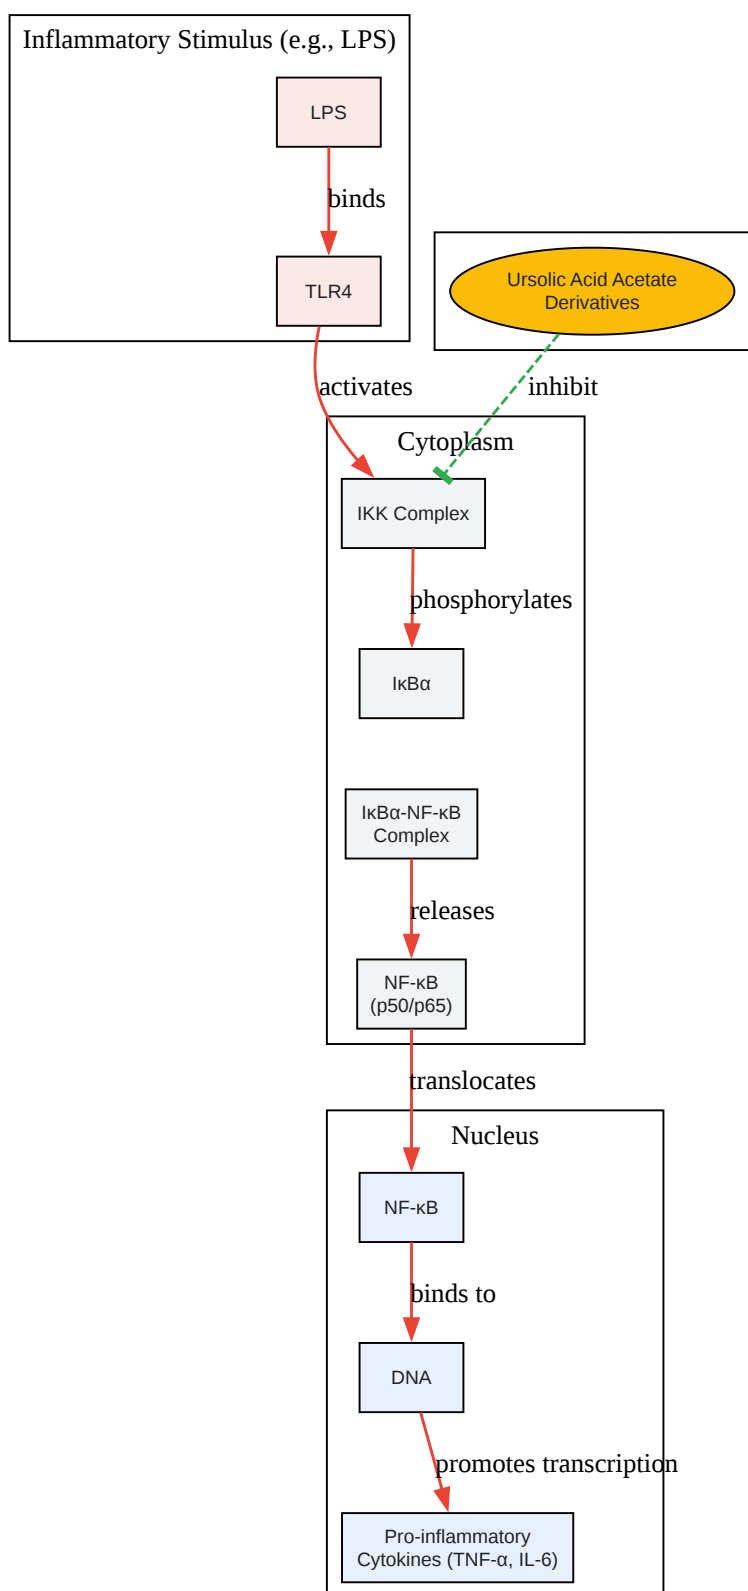 Inflammatory Stimulus (e.g., LPS)
LPS
binds
TLR4
Ursolic Acid Acetate
Derivatives
activates
inhibit
Cytoplasm
IKK Complex
phosphorylates
IκBα
IκBα-NF-κB
Complex
releases
NF-κB
(p50/p65)
translocates
Nucleus
NF-κB
binds to
DNA
promotes transcription
Pro-inflammatory
Cytokines (TNF-α, IL-6)